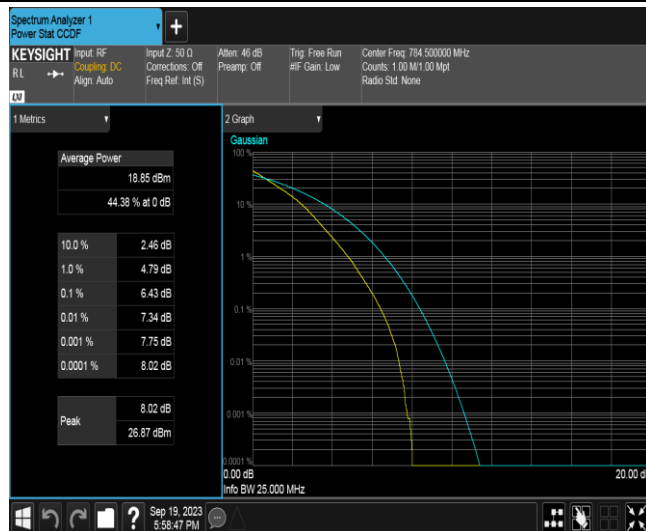 Spectrum Analyzer 1
Power Stat CCDF
+
KEYSIGHT
RL
LXI
Input: RF
Coupling: DC
Align: Auto
Input Z: 50 Ω
Corrections: Off
Freq Ref: Int (S)
Atten: 46 dB
Preamp: Off
Trig: Free Run
#IF Gain: Low
Center Freq: 784.500000 MHz
Counts: 1.00 M/1.00 Mpt
Radio Std: None
1 Metrics
Average Power
18.85 dBm
44.38 % at 0 dB
10.0 % 2.46 dB
1.0 % 4.79 dB
0.1 % 6.43 dB
0.01 % 7.34 dB
0.001 % 7.75 dB
0.0001 % 8.02 dB
Peak
8.02 dB
26.87 dBm
2 Graph
Gaussian
100 %
10 %
1 %
0.1 %
0.01 %
0.001 %
0.0001 %
0.00 dB
20.00 d
Info BW 25.000 MHz
?
Sep 19, 2023
5:58:47 PM